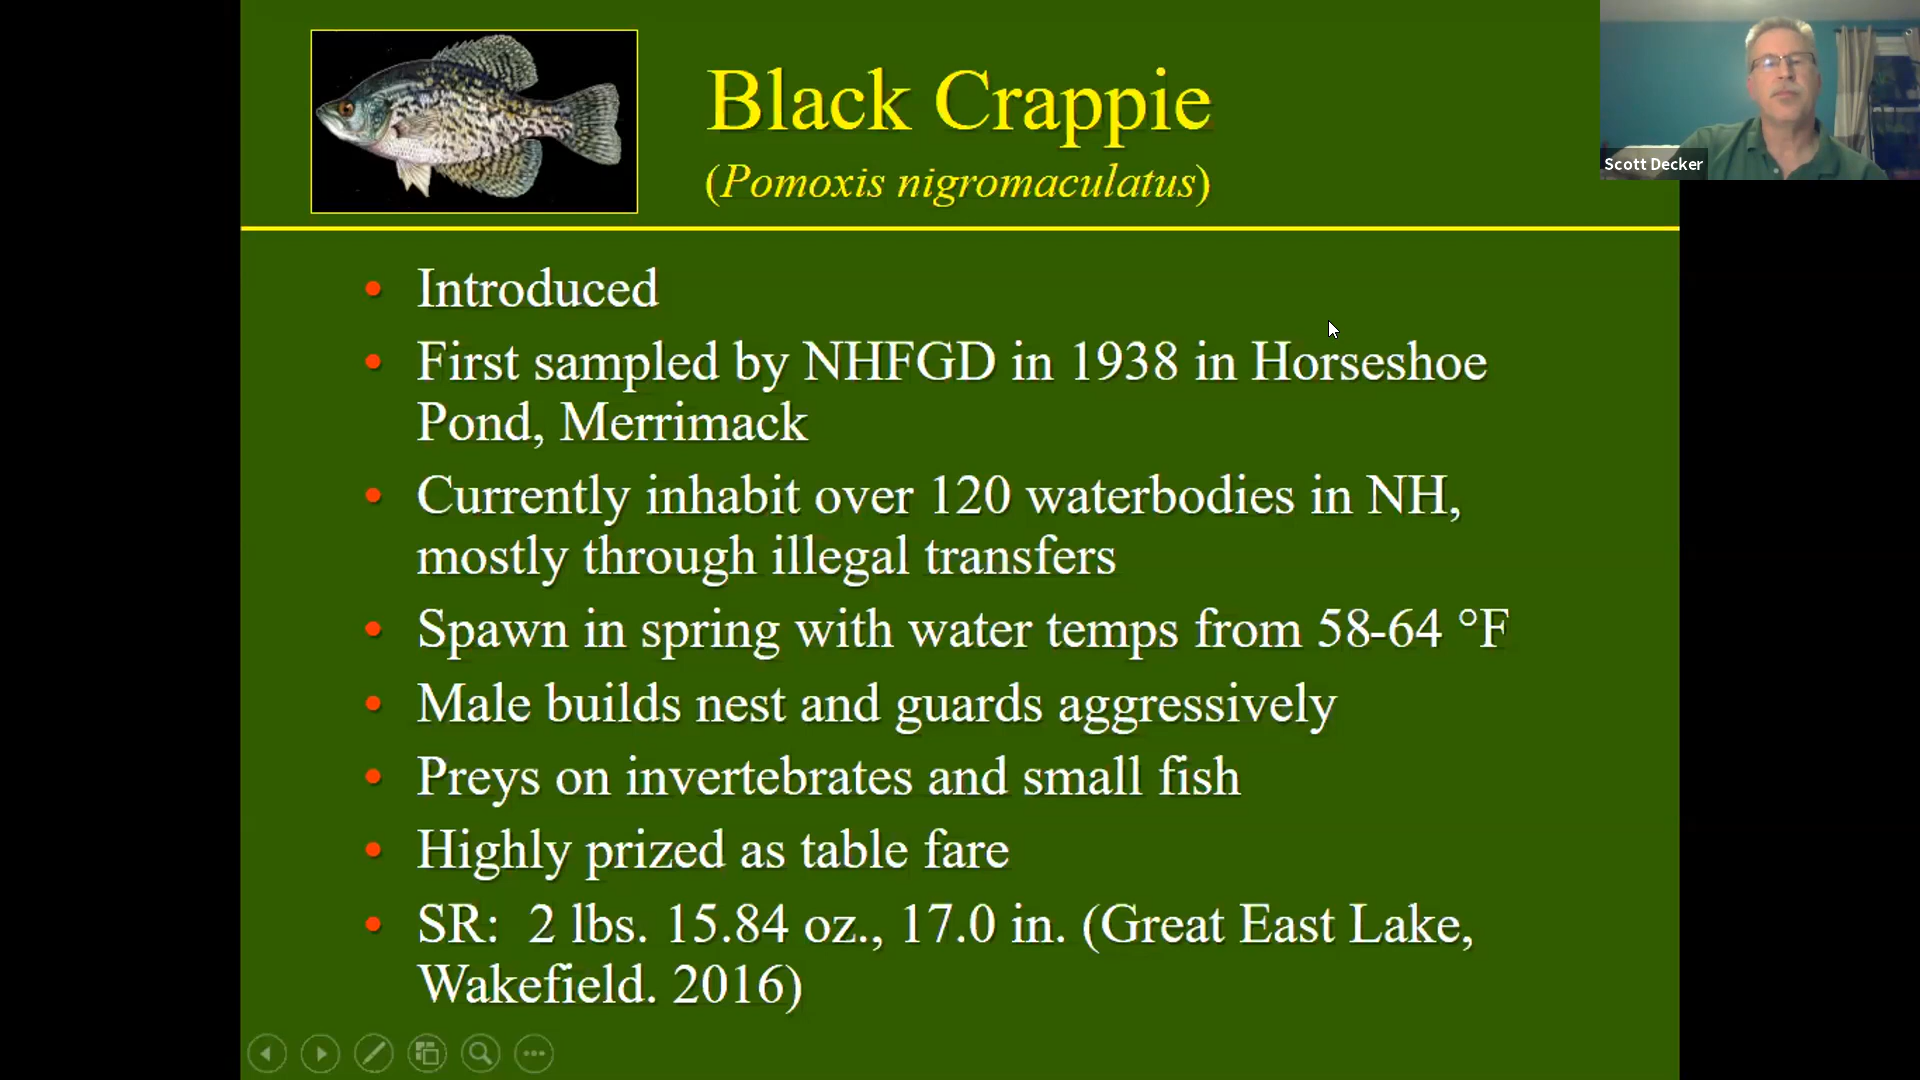 Black Crappie
(Pomoxis nigromaculatus)
Scott Decker
• Introduced
• First sampled by NHFGD in 1938 in Horseshoe
Pond, Merrimack
• Currently inhabit over 120 waterbodies in NH,
mostly through illegal transfers
• Spawn in spring with water temps from 58-64 °F
• Male builds nest and guards aggressively
• Preys on invertebrates and small fish
• Highly prized as table fare
• SR:  2 lbs. 15.84 oz., 17.0 in. (Great East Lake,
Wakefield. 2016)